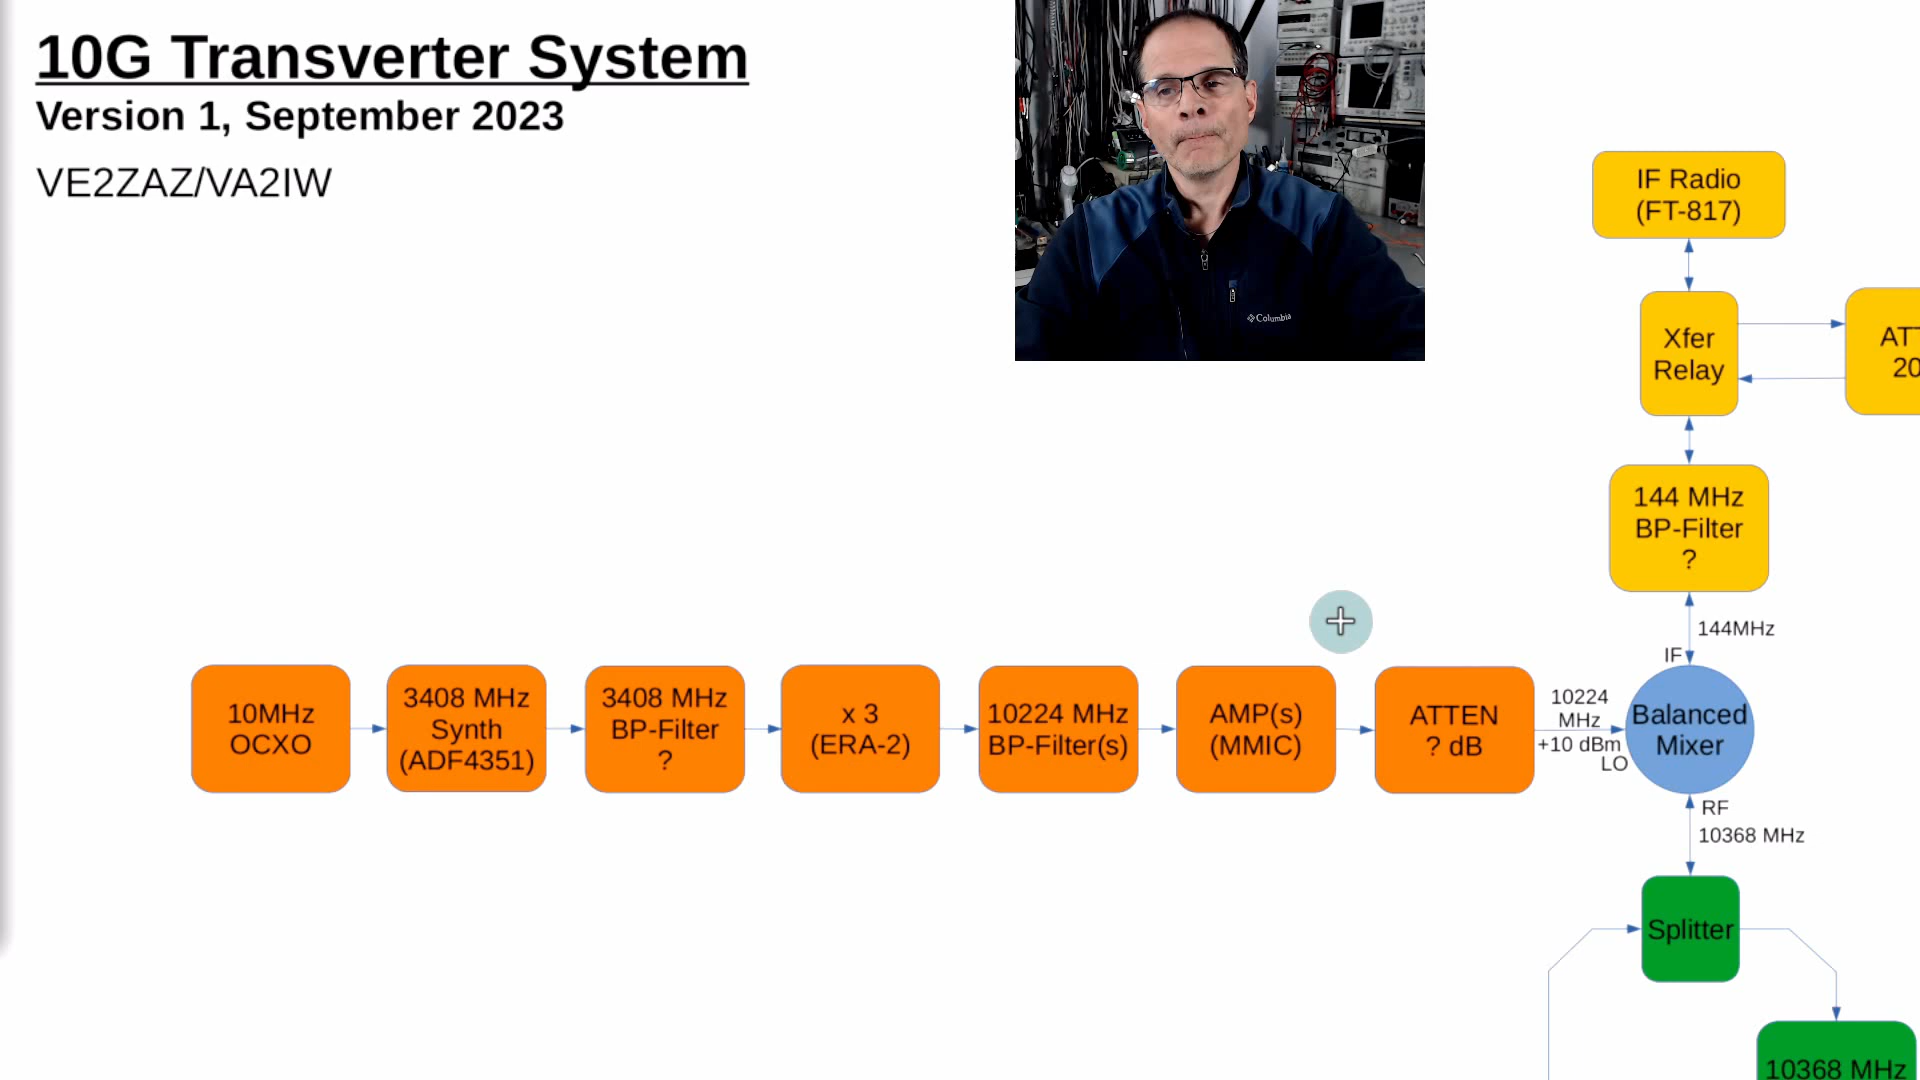 10G Transverter System
Version 1, September 2023
VE2ZAZ/VA2IW
Columbia
IF Radio
(FT-817)
Xfer
Relay
ATT
20
144 MHz
BP-Filter
?
144MHz
IF
10MHz
OCXO
3408 MHz
Synth
(ADF4351)
3408 MHz
BP-Filter
?
x 3
(ERA-2)
10224 MHz
BP-Filter(s)
AMP(s)
(MMIC)
ATTEN
? dB
10224
MHz
+10 dBm
LO
Balanced
Mixer
RF
10368 MHz
Splitter
10368 MHz